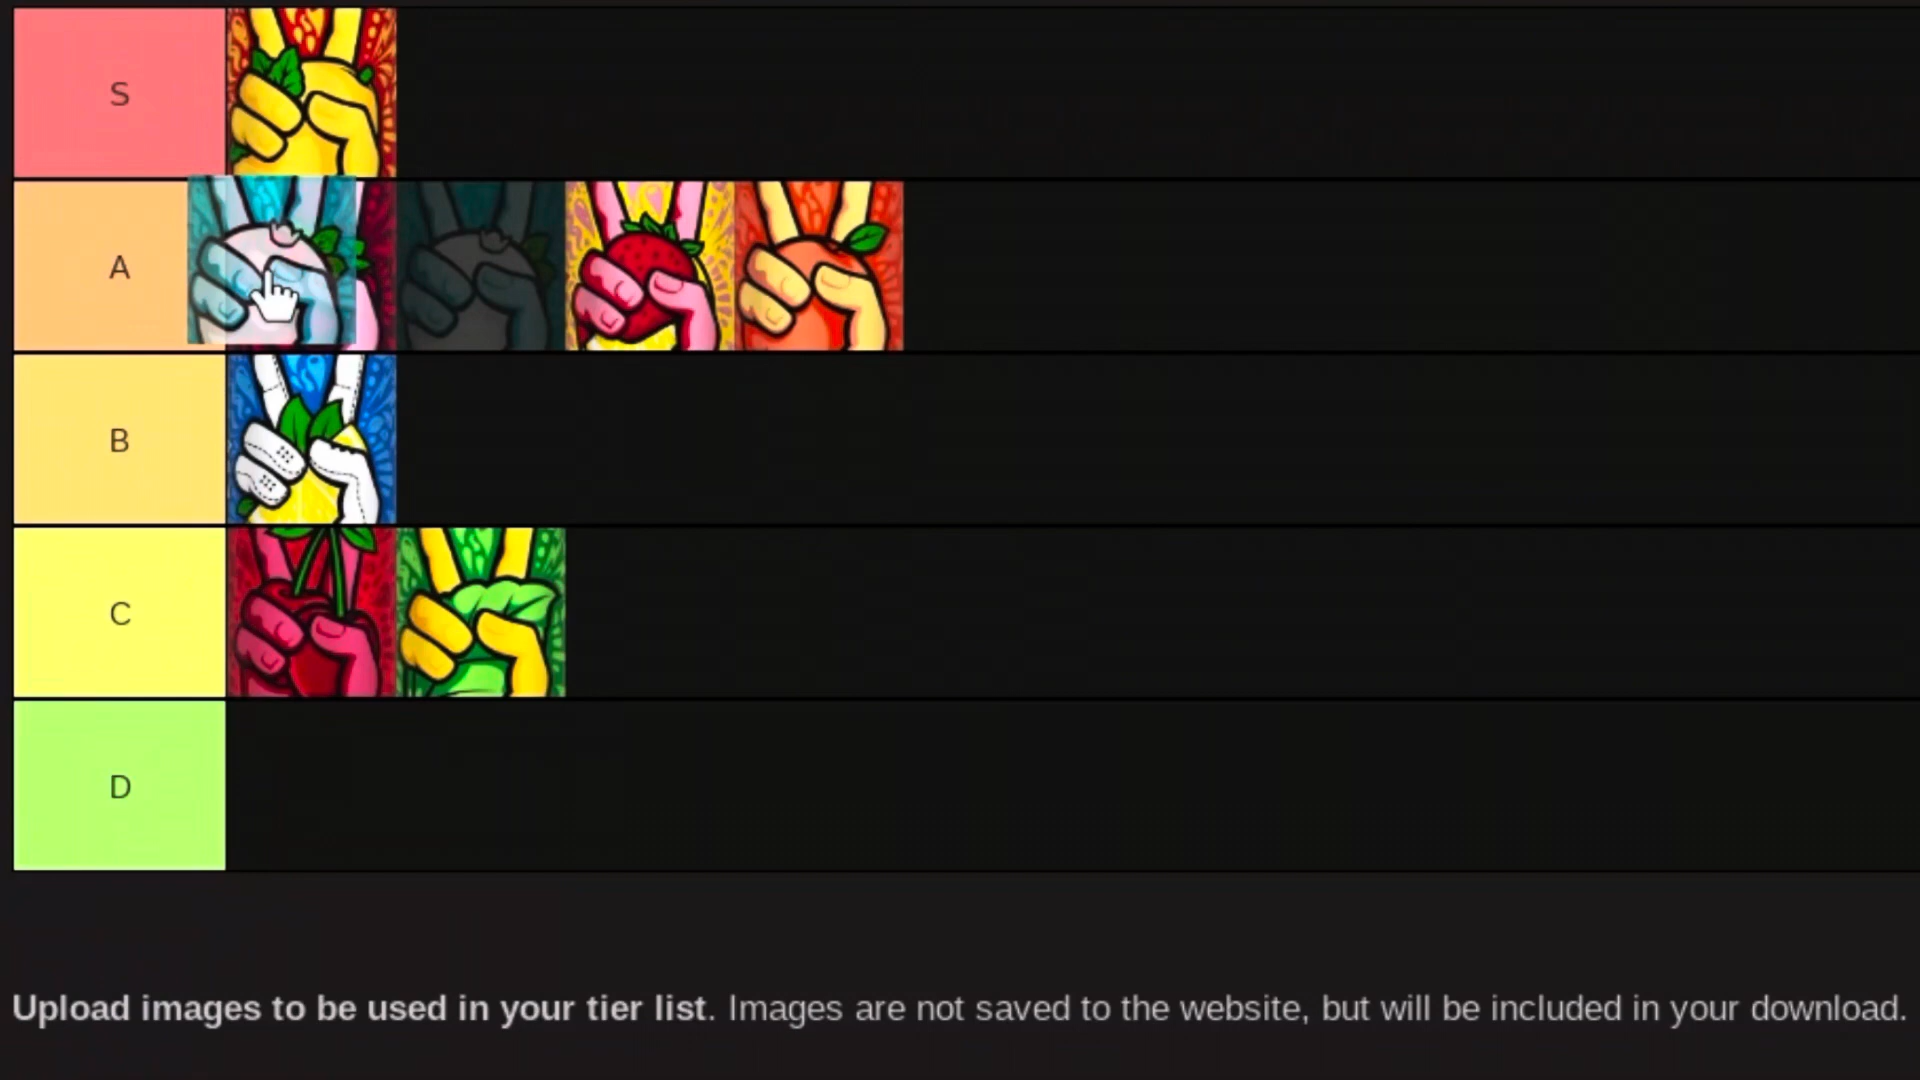 S
A
B
C
D
Upload images to be used in your tier list. Images are not saved to the website, but will be included in your download.